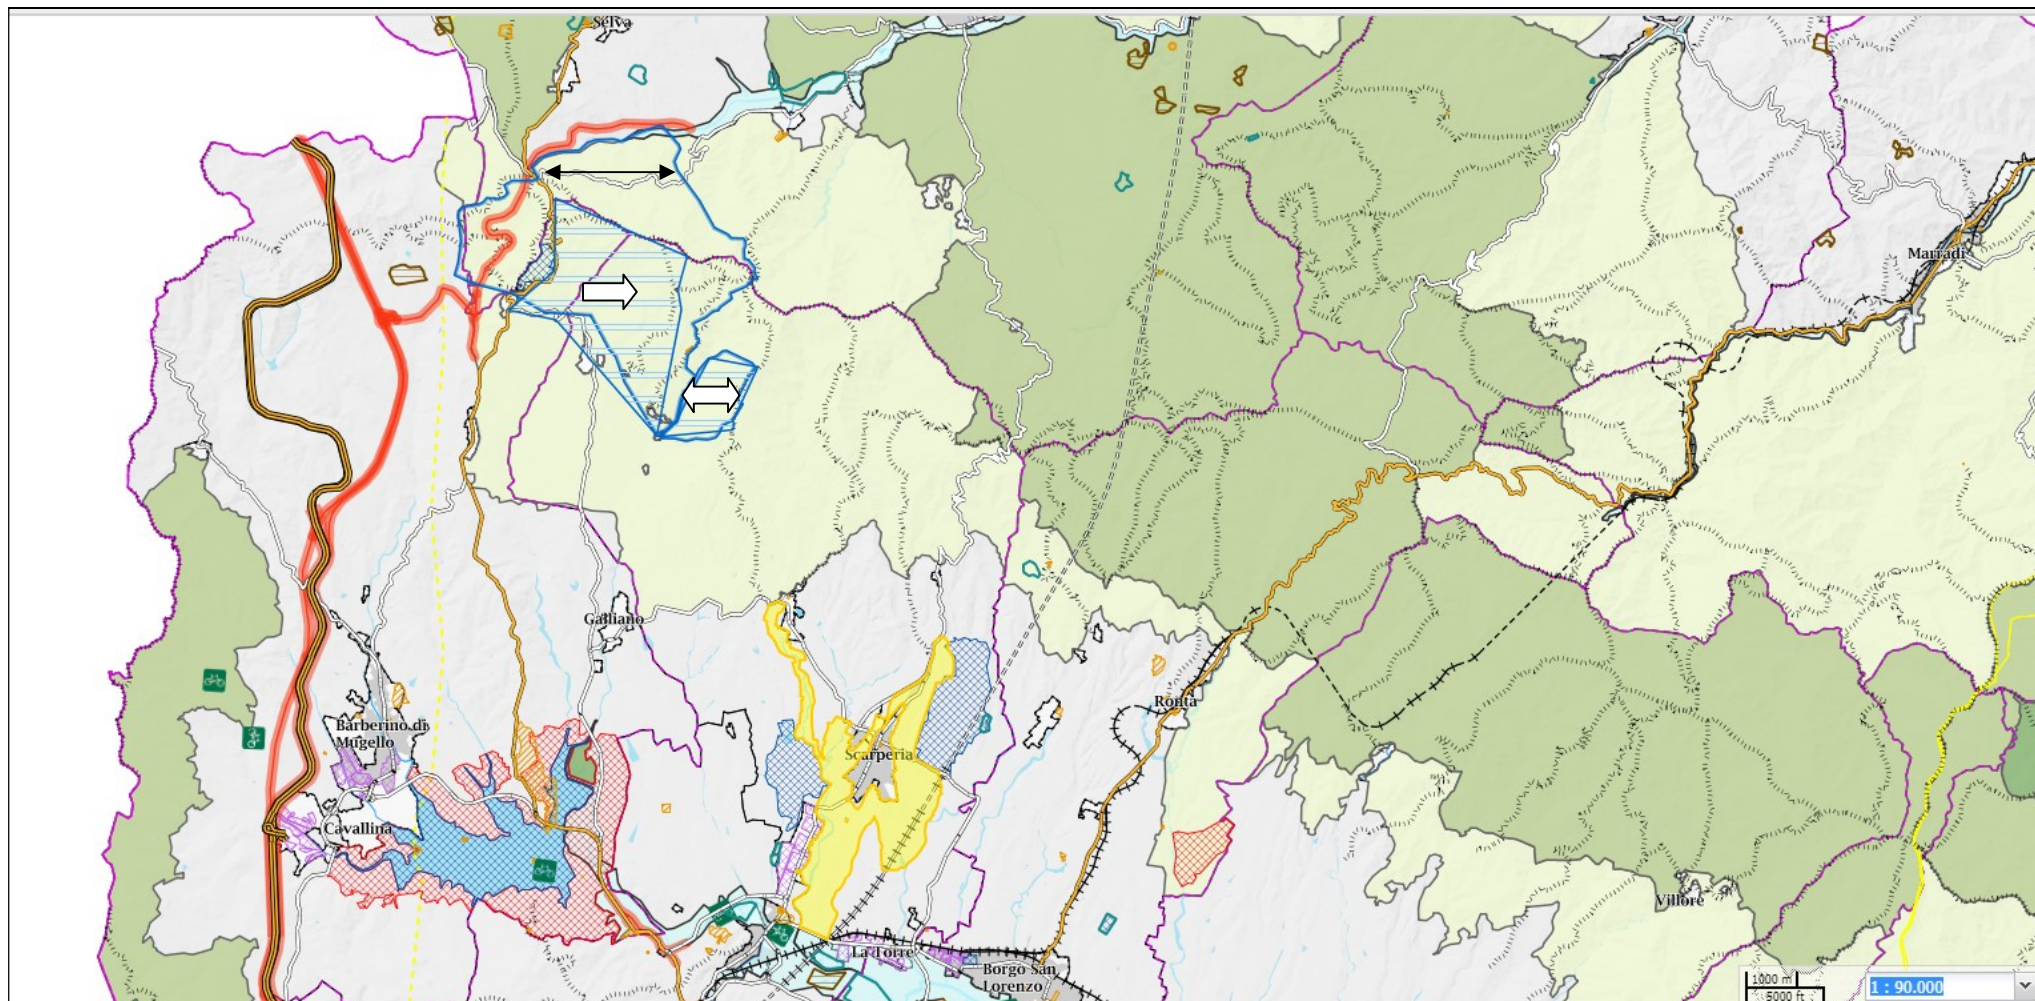 Selva
Marradi
Galliano
Ronta
Barberino di
Mugello
Scarperia
Cavallina
Villore
La Torre
Borgo San
Lorenzo
1000 m
5000 ft
1 : 90.000